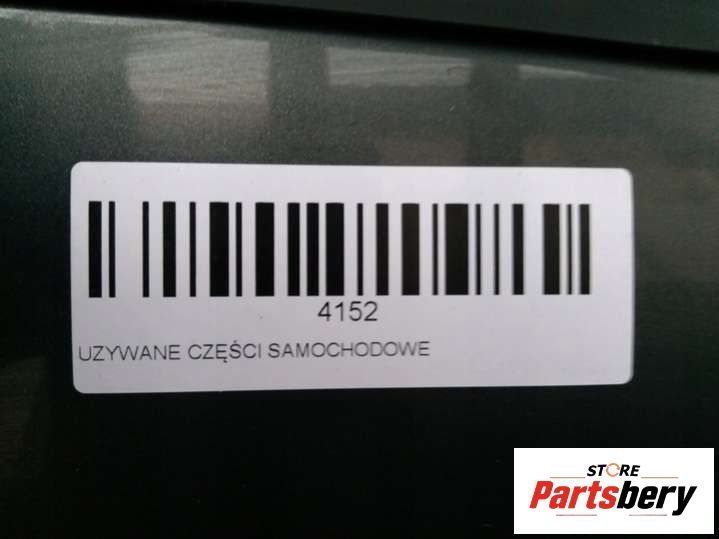 4152
UZYWANE CZĘŚCI SAMOCHODOWE
STORE
Partsbery